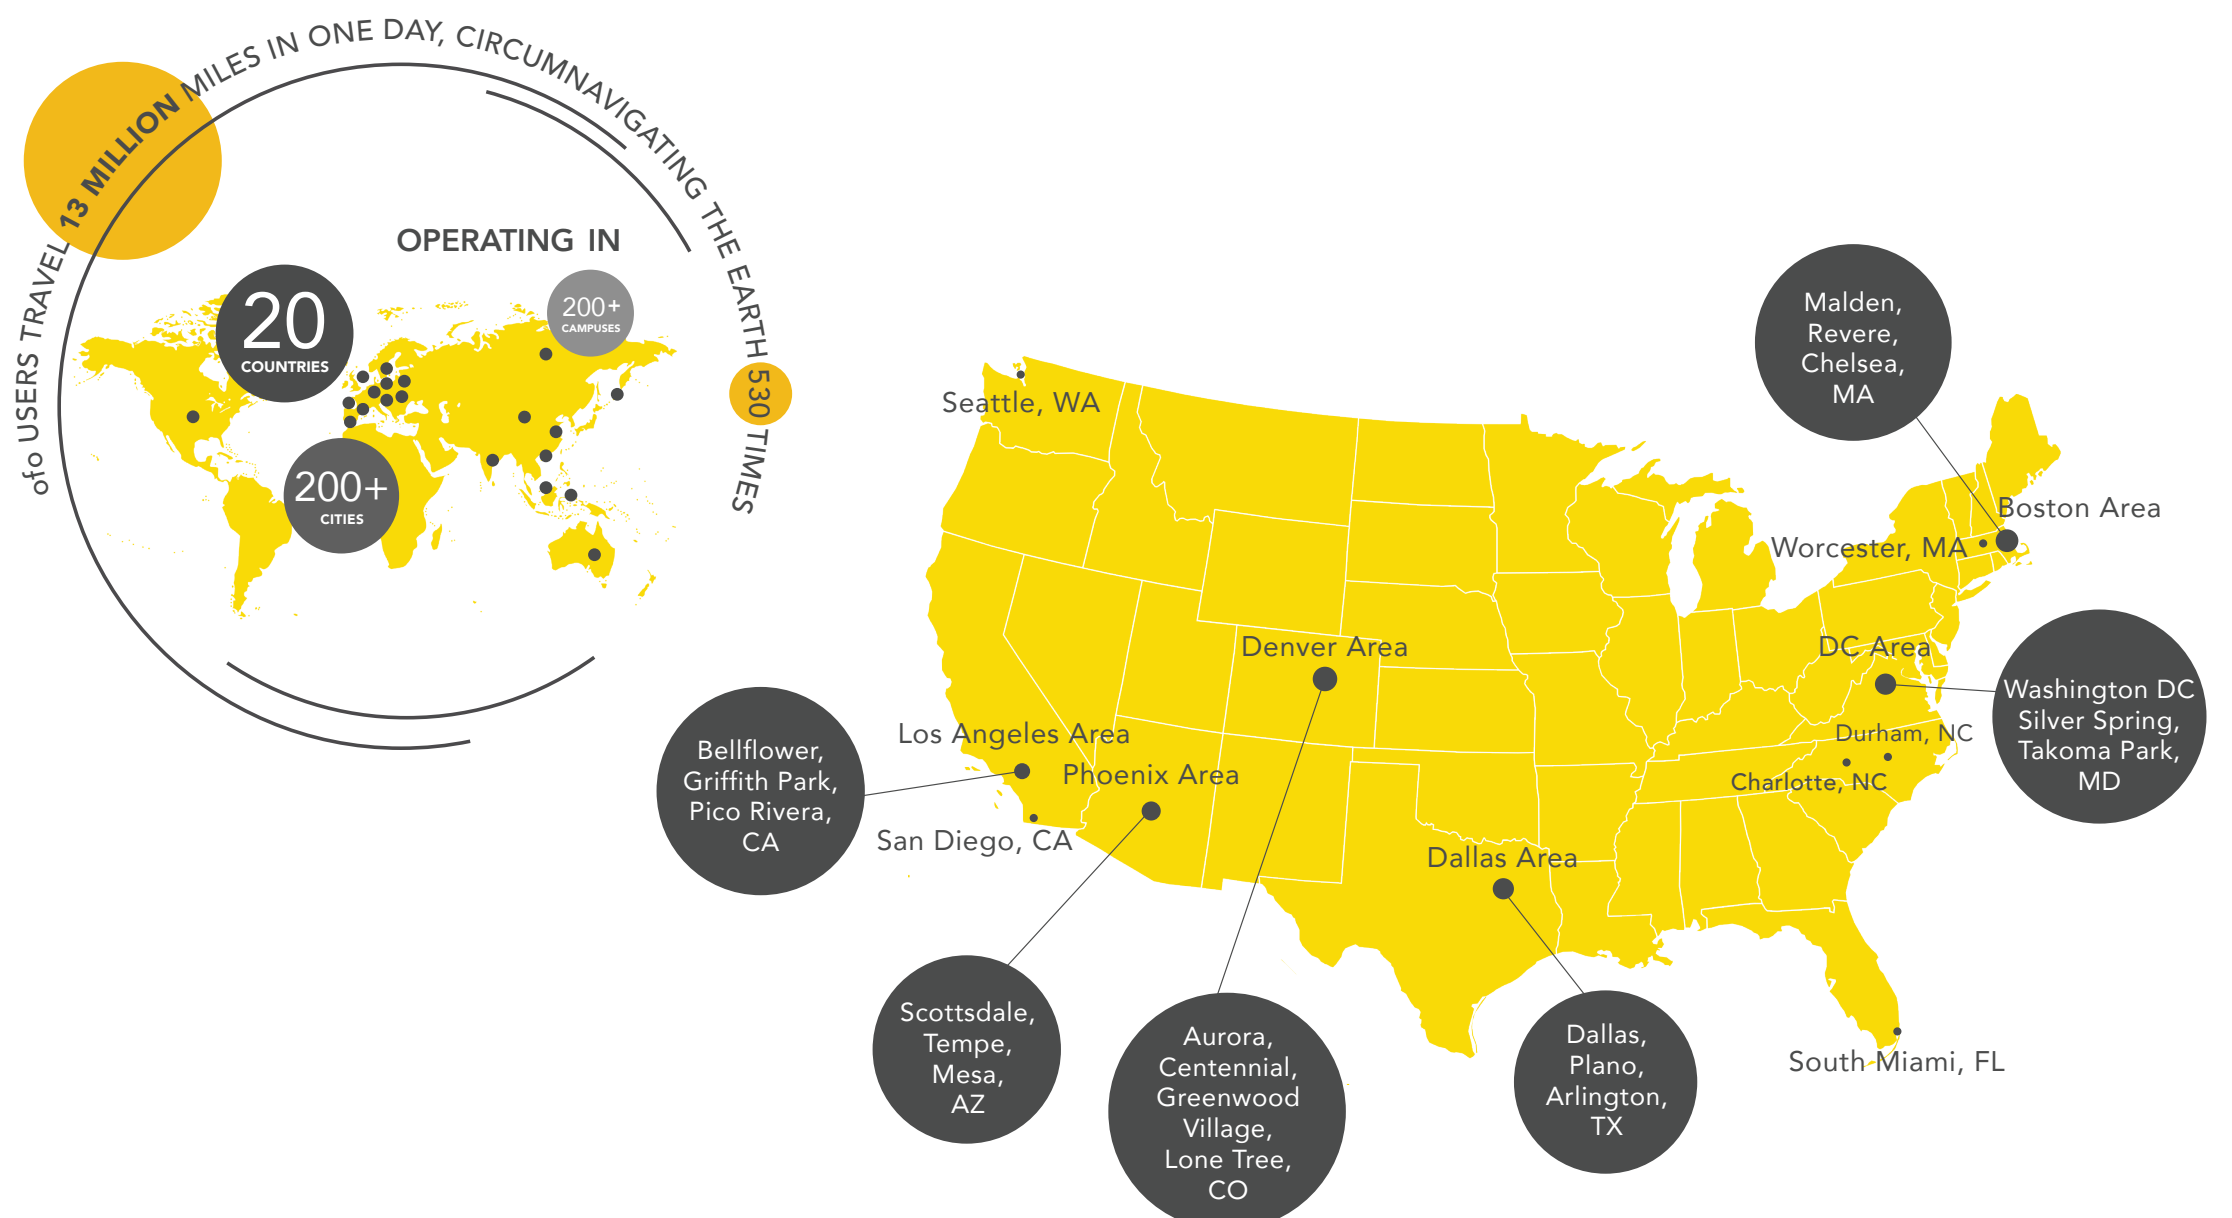 ofo USERS TRAVEL 13 MILLION MILES IN ONE DAY, CIRCUMNAVIGATING THE EARTH 530 TIMES
OPERATING IN
20
COUNTRIES
200+
CAMPUSES
200+
CITIES
Malden,
Revere,
Chelsea,
MA
Seattle, WA
Boston Area
Worcester, MA
Denver Area
DC Area
Washington DC
Silver Spring,
Takoma Park,
MD
Los Angeles Area
Durham, NC
Bellflower,
Griffith Park,
Pico Rivera,
CA
Phoenix Area
Charlotte, NC
San Diego, CA
Dallas Area
Scottsdale,
Tempe,
Mesa,
AZ
Aurora,
Centennial,
Greenwood
Village,
Lone Tree,
CO
Dallas,
Plano,
Arlington,
TX
South Miami, FL